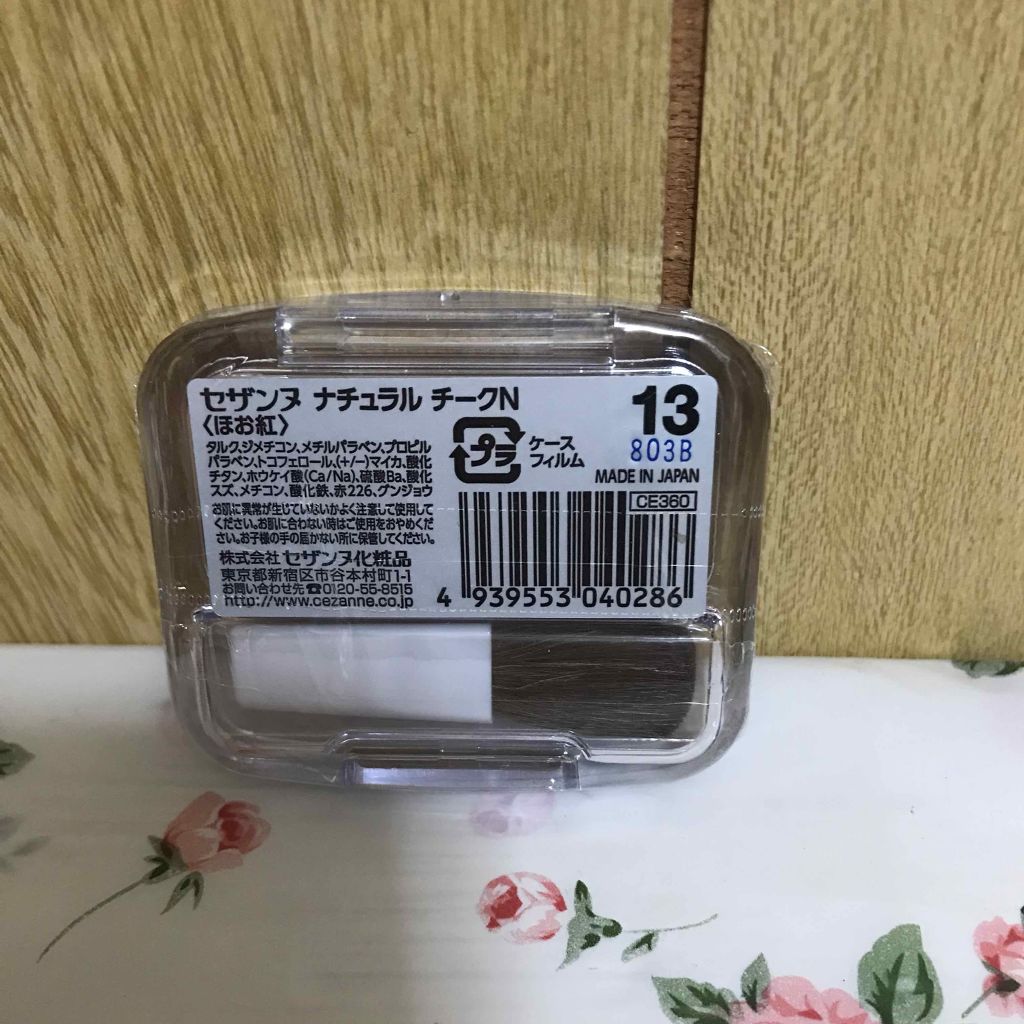 セザンヌ ナチュラル チークN
〈ほお紅〉
タルク、ジメチコン、メチルパラベン、プロピル
パラベン、トコフェロール、(+/−)マイカ、酸化
チタン、ホウケイ酸(Ca/Na)、硫酸Ba、酸化
スズ、メチコン、酸化鉄、赤226、グンジョウ
お肌に異常が生じていないかよく注意して使用して
ください。お肌に合わない時はご使用をおやめくだ
さい。お子様の手の届かない所に保管してください。
株式会社 セザンヌ化粧品
東京都新宿区市谷本村町1-1
お問い合わせ先☎0120-55-8515
http://www.cezanne.co.jp
プラ
ケース
フィルム
13
803B
MADE IN JAPAN
CE360
4 939553 040286